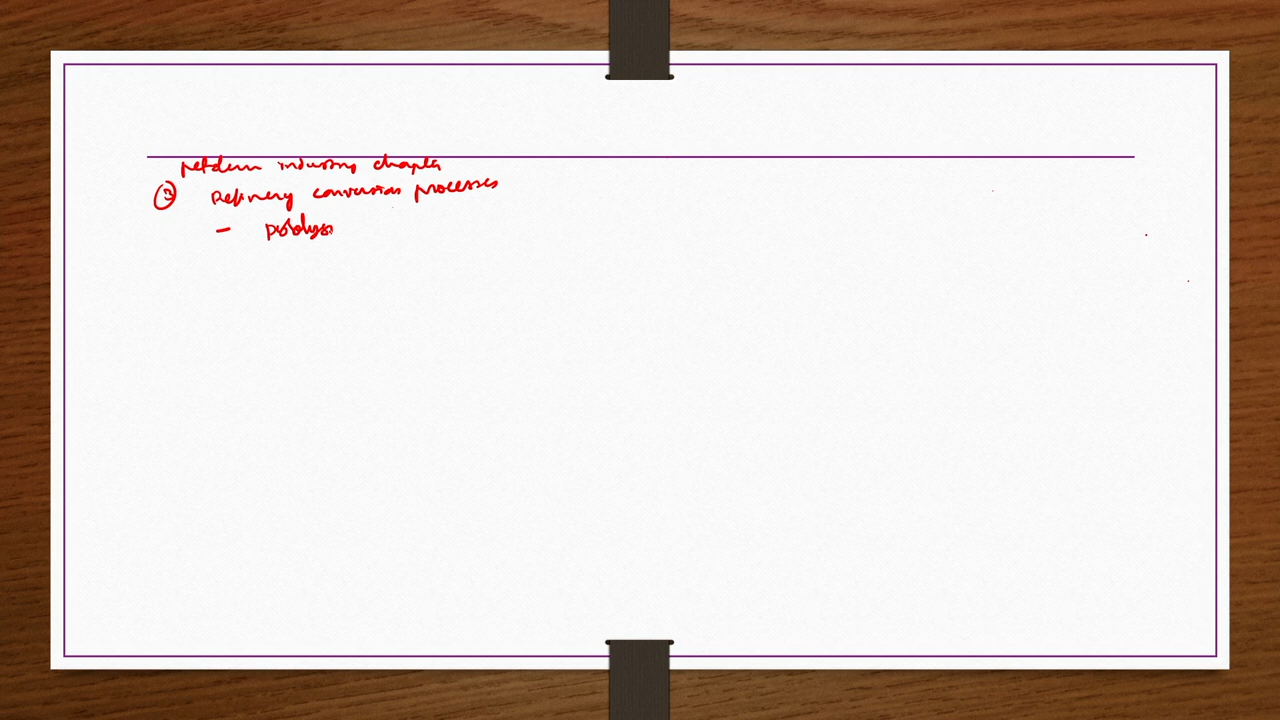 petroleum industry chapter
③ Refinery conversion processes
- pyrolysis